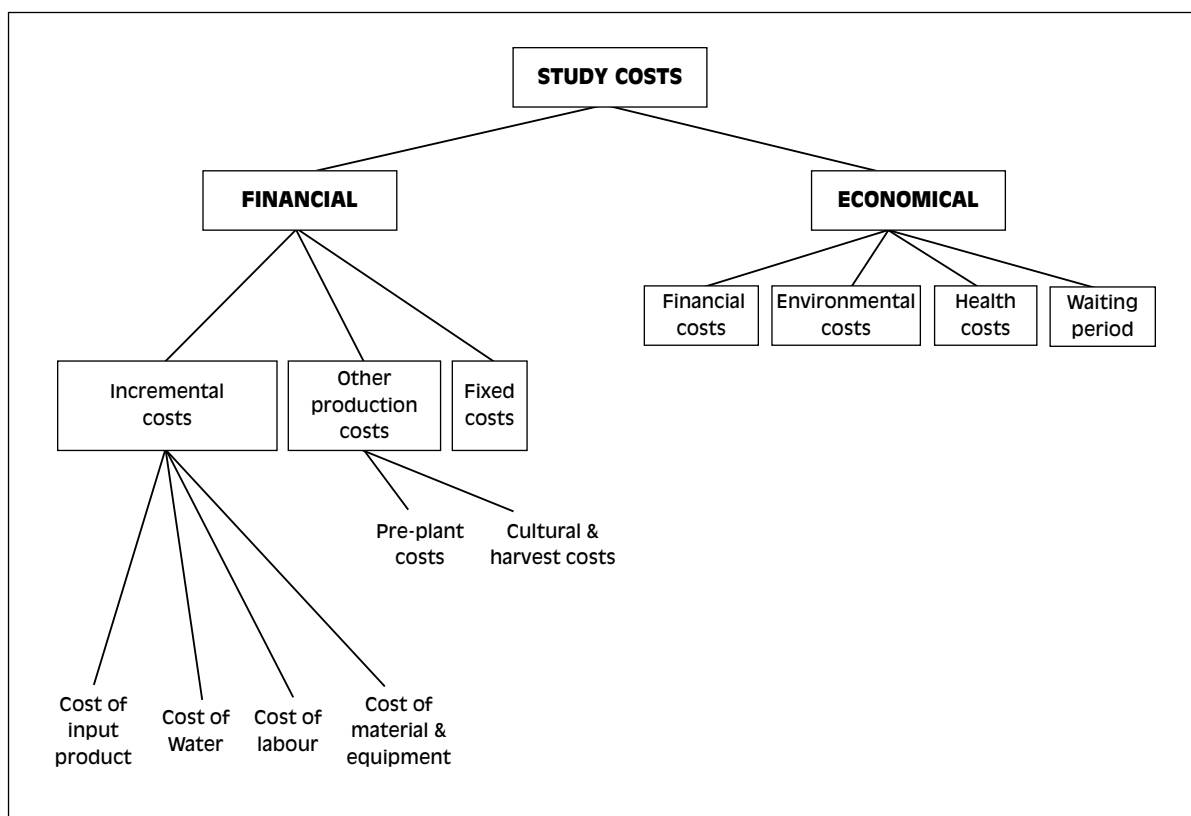 STUDY COSTS
FINANCIAL
ECONOMICAL
Financial
costs
Environmental
costs
Health
costs
Waiting
period
Incremental
costs
Other
production
costs
Fixed
costs
Pre-plant
costs
Cultural &
harvest costs
Cost of
input
product
Cost of
Water
Cost of
labour
Cost of
material &
equipment